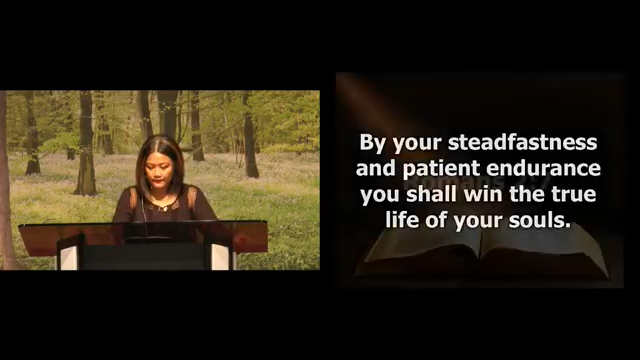 By your steadfastness
and patient endurance
you shall win the true
life of your souls.